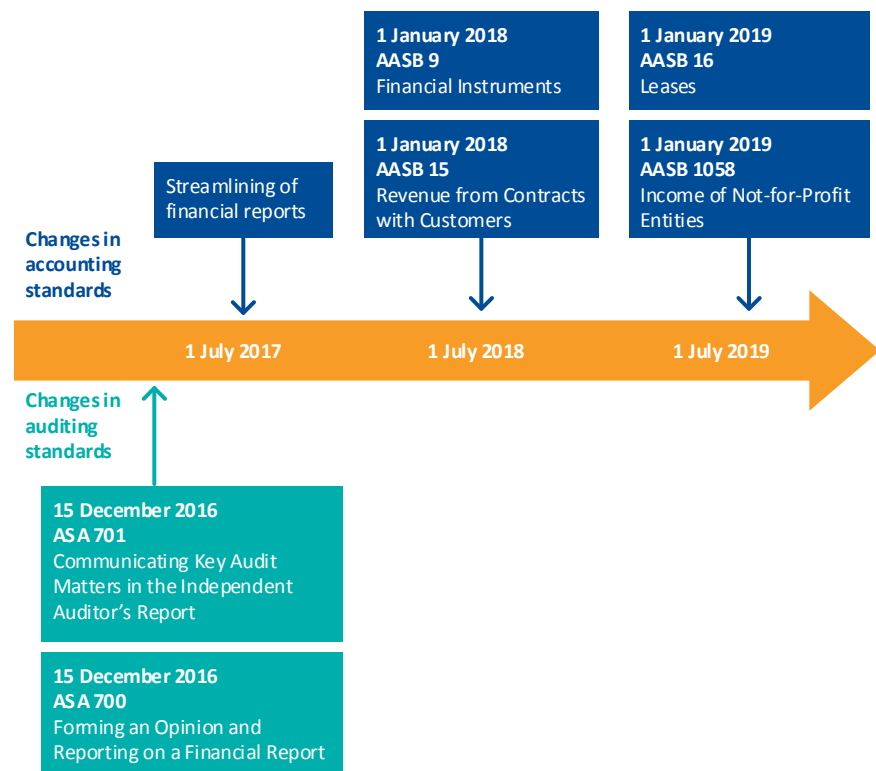 1 January 2018
AASB 9
Financial Instruments
1 January 2019
AASB 16
Leases
1 January 2018
AASB 15
Revenue from Contracts
with Customers
1 January 2019
AASB 1058
Income of Not-for-Profit
Entities
Streamlining of
financial reports
Changes in
accounting
standards
1 July 2017
1 July 2018
1 July 2019
Changes in
auditing
standards
15 December 2016
ASA 701
Communicating Key Audit
Matters in the Independent
Auditor’s Report
15 December 2016
ASA 700
Forming an Opinion and
Reporting on a Financial Report